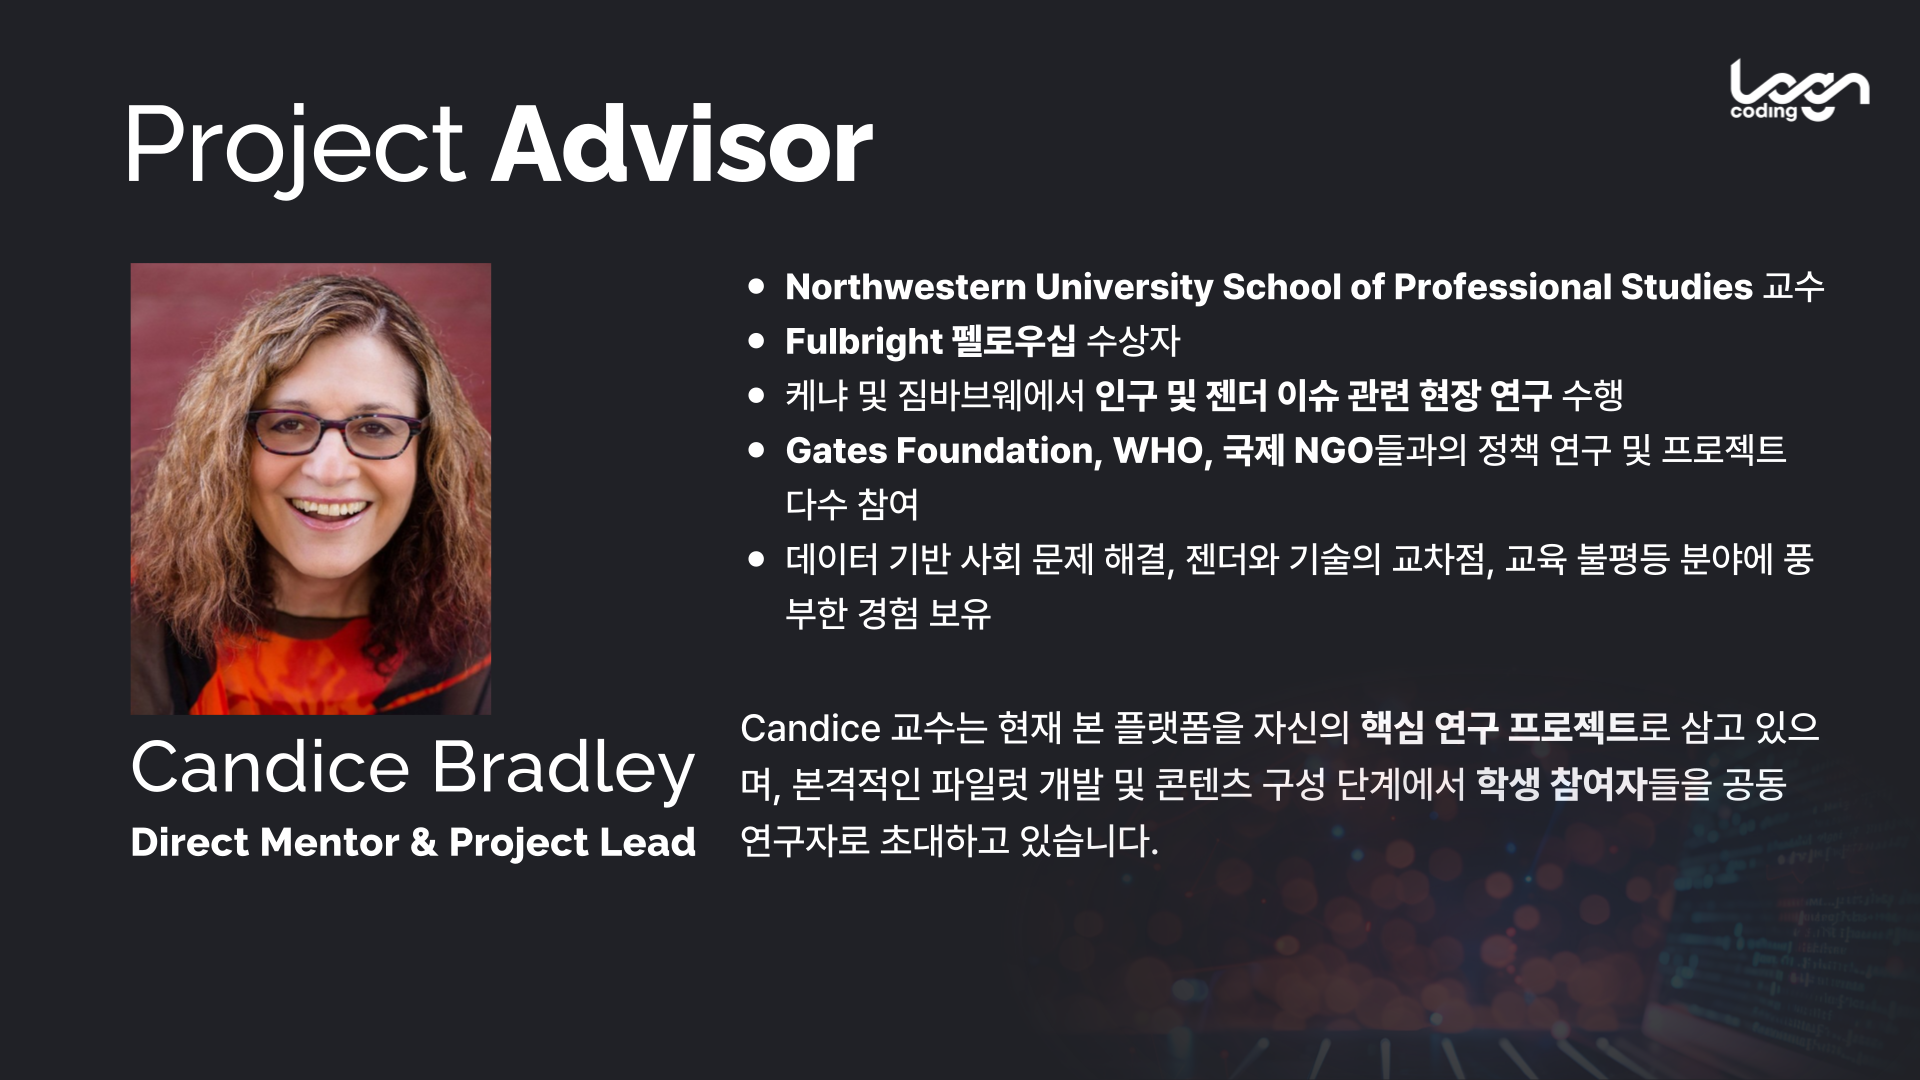 Logn
coding
Project Advisor
Northwestern University School of Professional Studies 교수
Fulbright 펠로우십 수상자
케냐 및 짐바브웨에서 인구 및 젠더 이슈 관련 현장 연구 수행
Gates Foundation, WHO, 국제 NGO들과의 정책 연구 및 프로젝트
다수 참여
데이터 기반 사회 문제 해결, 젠더와 기술의 교차점, 교육 불평등 분야에 풍
부한 경험 보유
Candice Bradley
Direct Mentor & Project Lead
Candice 교수는 현재 본 플랫폼을 자신의 핵심 연구 프로젝트로 삼고 있으
며, 본격적인 파일럿 개발 및 콘텐츠 구성 단계에서 학생 참여자들을 공동
연구자로 초대하고 있습니다.